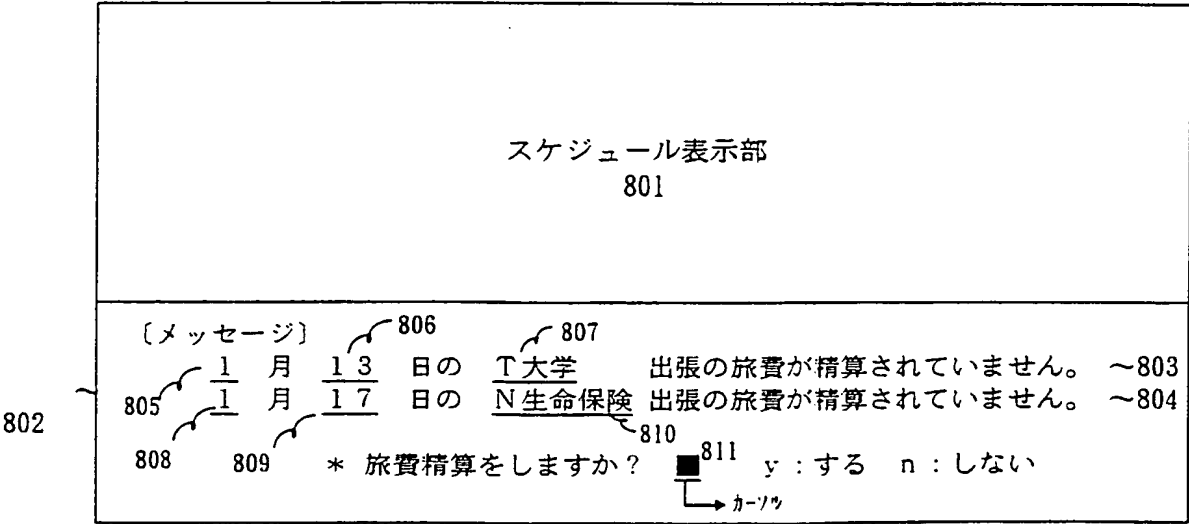 スケジュール表示部
801
〔メッセージ〕 806 807
1 月 13 日の T大学 出張の旅費が精算されていません。 ~803
805
1 月 17 日の N生命保険 出張の旅費が精算されていません。 ~804
802
808 809 810
* 旅費精算をしますか? ■ 811 y:する n:しない